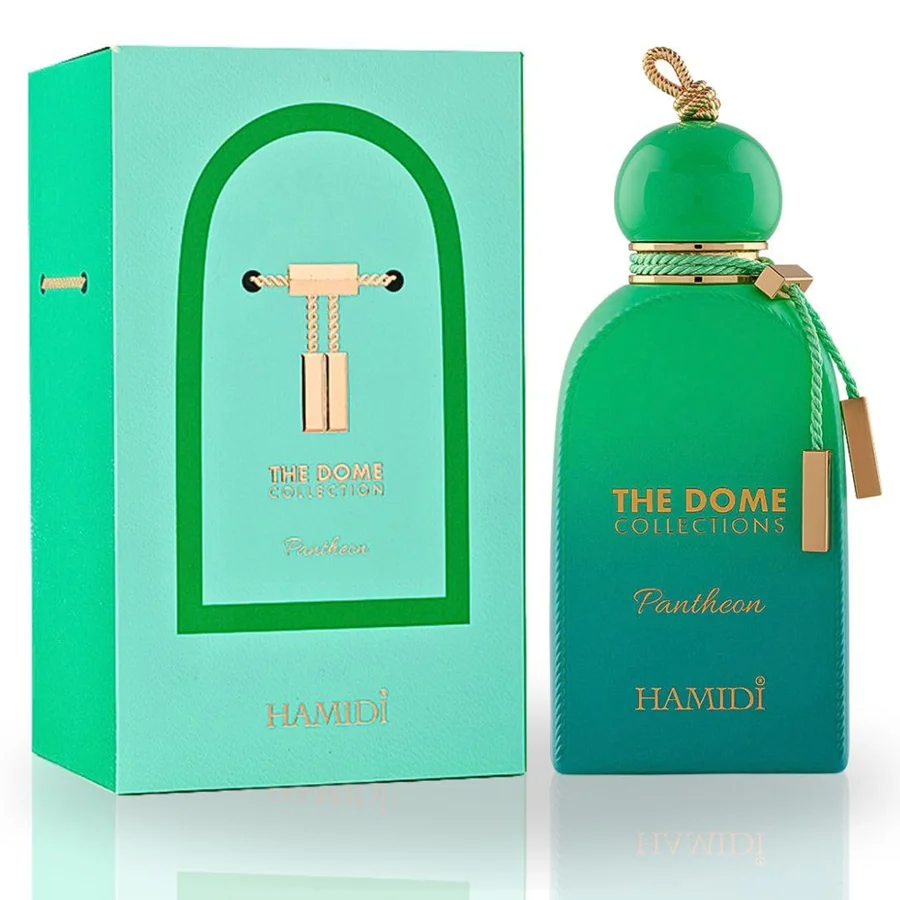 THE DOME
COLLECTION
Pantheon
HAMIDI
THE DOME
COLLECTIONS
Pantheon
HAMIDI®